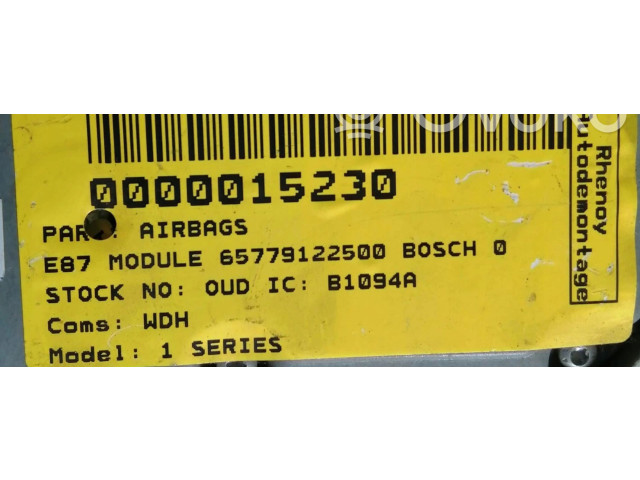 0000015230
PART: AIRBAGS
E87 MODULE 65779122500 BOSCH 0
STOCK NO: OUD IC: B1094A
Coms: WDH
Model: 1 SERIES
Rhenoy
Autodemontage